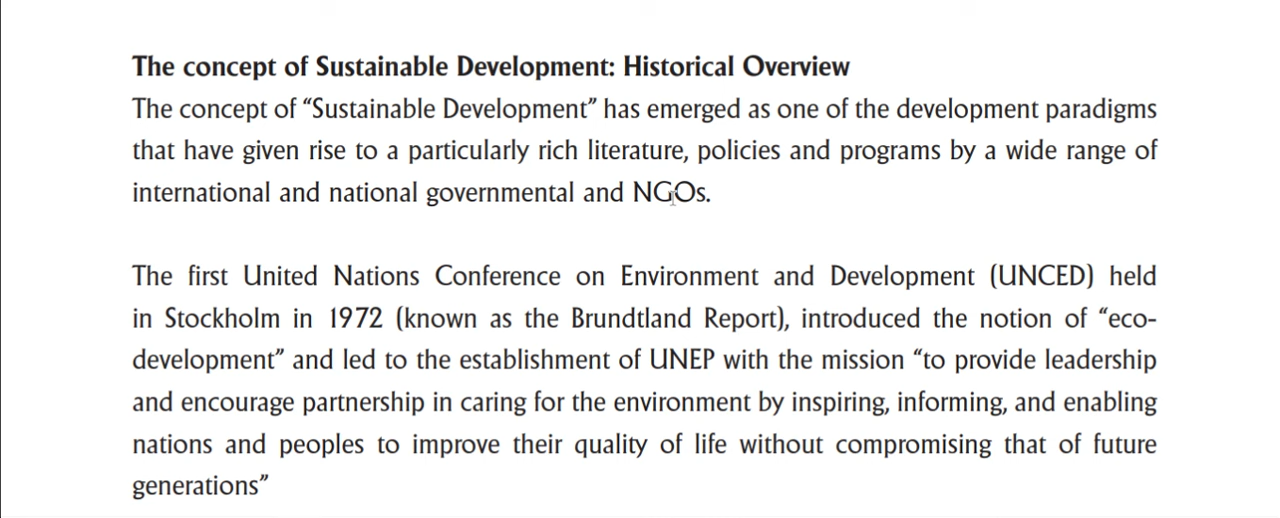 The concept of Sustainable Development: Historical Overview
The concept of “Sustainable Development” has emerged as one of the development paradigms
that have given rise to a particularly rich literature, policies and programs by a wide range of
international and national governmental and NGOs.
The first United Nations Conference on Environment and Development (UNCED) held
in Stockholm in 1972 (known as the Brundtland Report), introduced the notion of “eco-
development” and led to the establishment of UNEP with the mission “to provide leadership
and encourage partnership in caring for the environment by inspiring, informing, and enabling
nations and peoples to improve their quality of life without compromising that of future
generations”